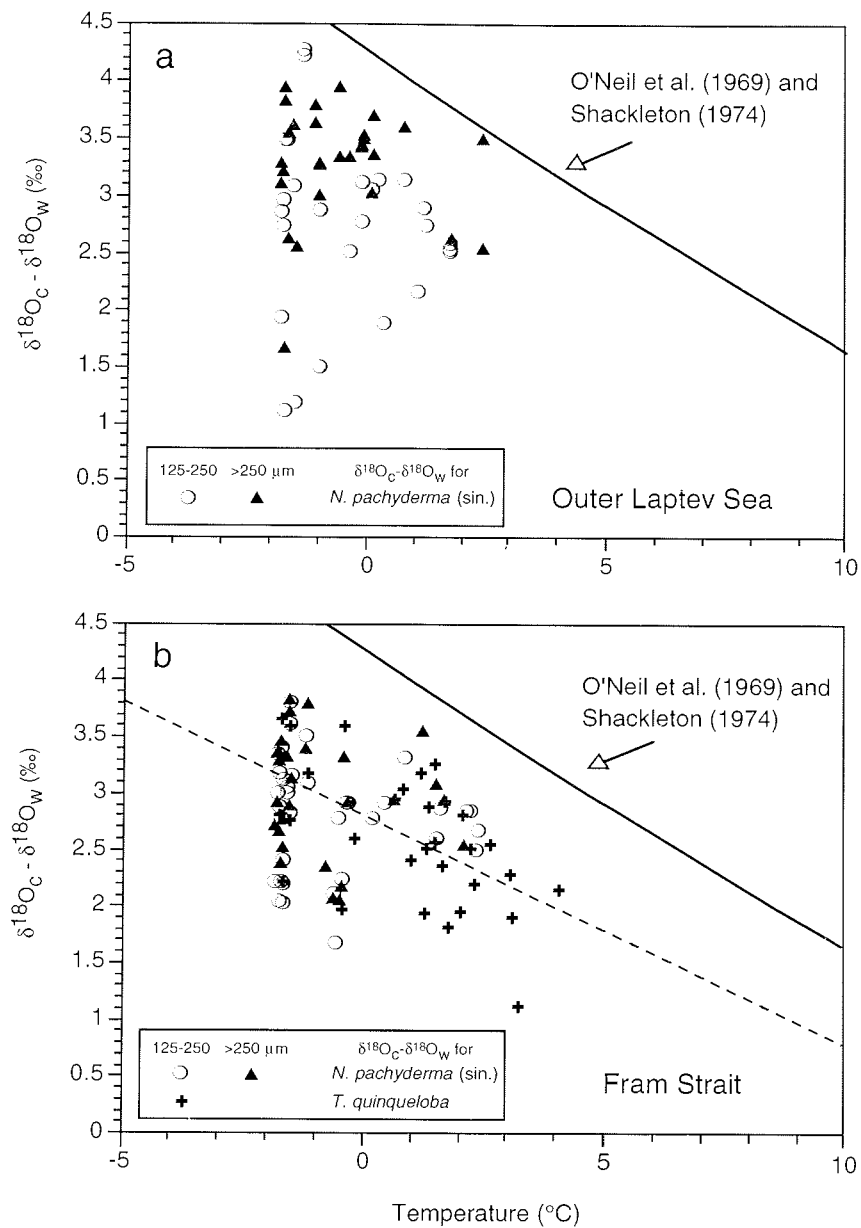 4.5
a
4
O'Neil et al. (1969) and
Shackleton (1974)
3.5
3
2.5
δ18OC - δ18OW (‰)
2
1.5
1
125-250 >250 µm δ18OC-δ18OW for
N. pachyderma (sin.)
0.5
Outer Laptev Sea
0
-5 0 5 10
4.5
b
4
O'Neil et al. (1969) and
Shackleton (1974)
3.5
3
2.5
δ18OC - δ18OW (‰)
2
1.5
1
125-250 >250 µm δ18OC-δ18OW for
N. pachyderma (sin.)
T. quinqueloba
0.5
Fram Strait
0
-5 0 5 10
Temperature (°C)